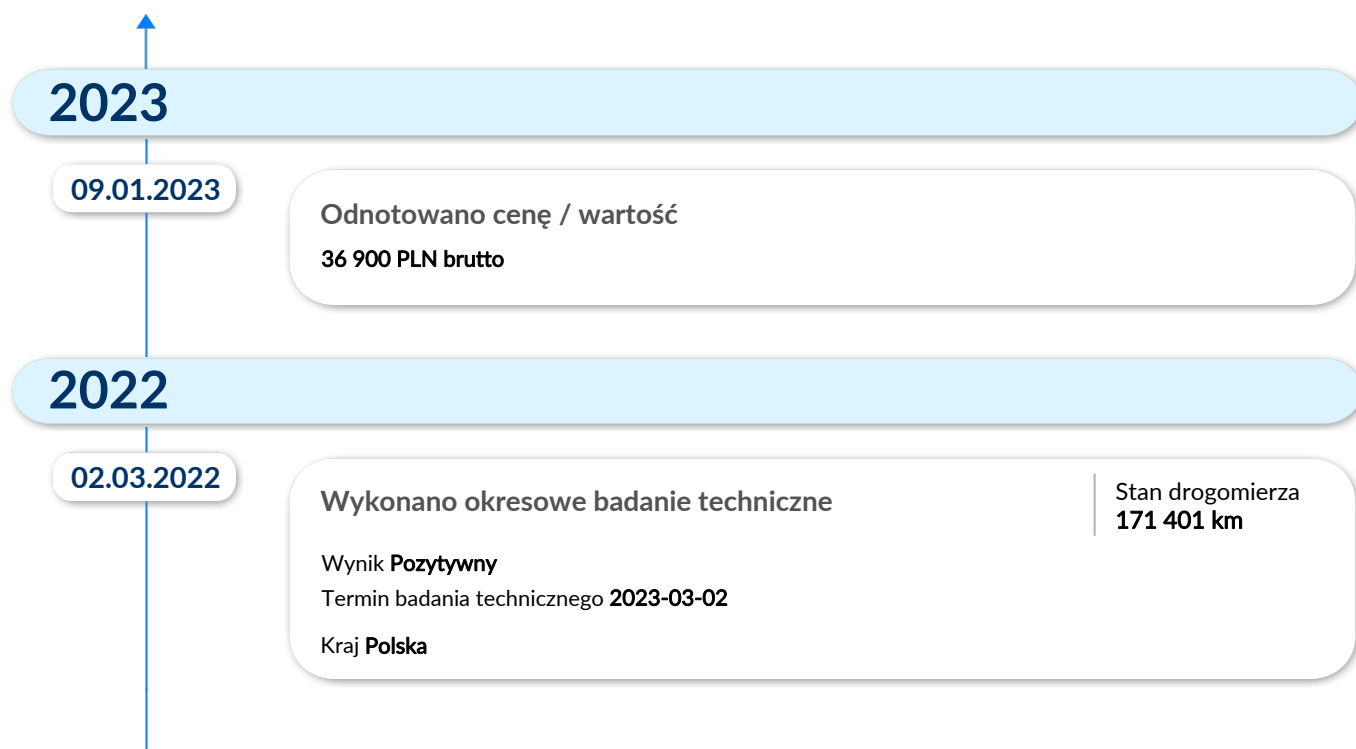 2023
09.01.2023
Odnotowano cenę / wartość
36 900 PLN brutto
2022
02.03.2022
Wykonano okresowe badanie techniczne
Stan drogomierza
171 401 km
Wynik Pozytywny
Termin badania technicznego 2023-03-02
Kraj Polska